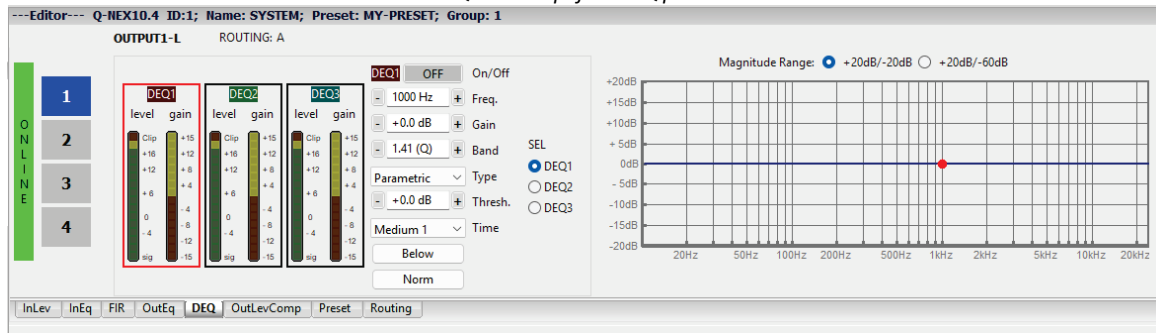 ---Editor--- Q-NEX10.4 ID:1; Name: SYSTEM; Preset: MY-PRESET; Group: 1
OUTPUT1-L ROUTING: A
ONLINE
1
2
3
4
DEQ1 DEQ2 DEQ3
level gain level gain level gain
Clip +15 Clip +15 Clip +15
+16 +12 +16 +12 +16 +12
+12 +8 +12 +8 +12 +8
+4 +4 +4
+6 +6 +6
-4 -4 -4
0 0 0
-8 -8 -8
-4 -4 -4
-12 -12 -12
sig -15 sig -15 sig -15
DEQ1 OFF On/Off
- 1000 Hz + Freq.
- +0.0 dB + Gain
- 1.41 (Q) + Band
Parametric Type
- +0.0 dB + Thresh.
Medium 1 Time
Below
Norm
SEL
DEQ1
DEQ2
DEQ3
Magnitude Range: +20dB/-20dB +20dB/-60dB
+20dB
+15dB
+10dB
+ 5dB
0dB
- 5dB
-10dB
-15dB
-20dB
20Hz 50Hz 100Hz 200Hz 500Hz 1kHz 2kHz 5kHz 10kHz 20kHz
InLev InEq FIR OutEq DEQ OutLevComp Preset Routing